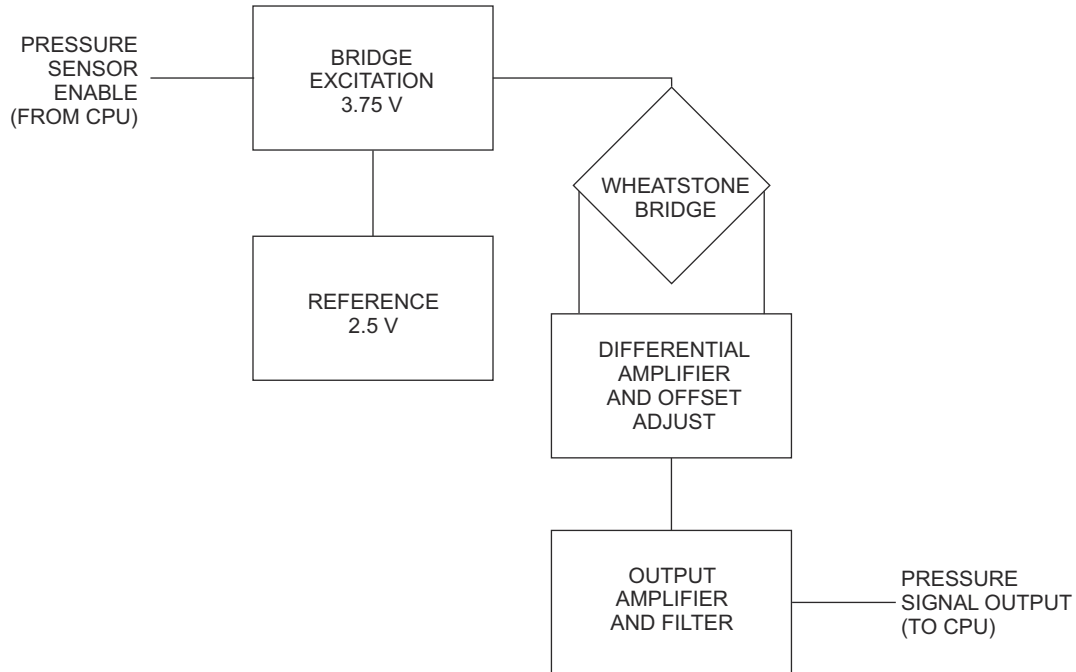 PRESSURE
SENSOR
ENABLE
(FROM CPU)
BRIDGE
EXCITATION
3.75 V
WHEATSTONE
BRIDGE
REFERENCE
2.5 V
DIFFERENTIAL
AMPLIFIER
AND OFFSET
ADJUST
OUTPUT
AMPLIFIER
AND FILTER
PRESSURE
SIGNAL OUTPUT
(TO CPU)